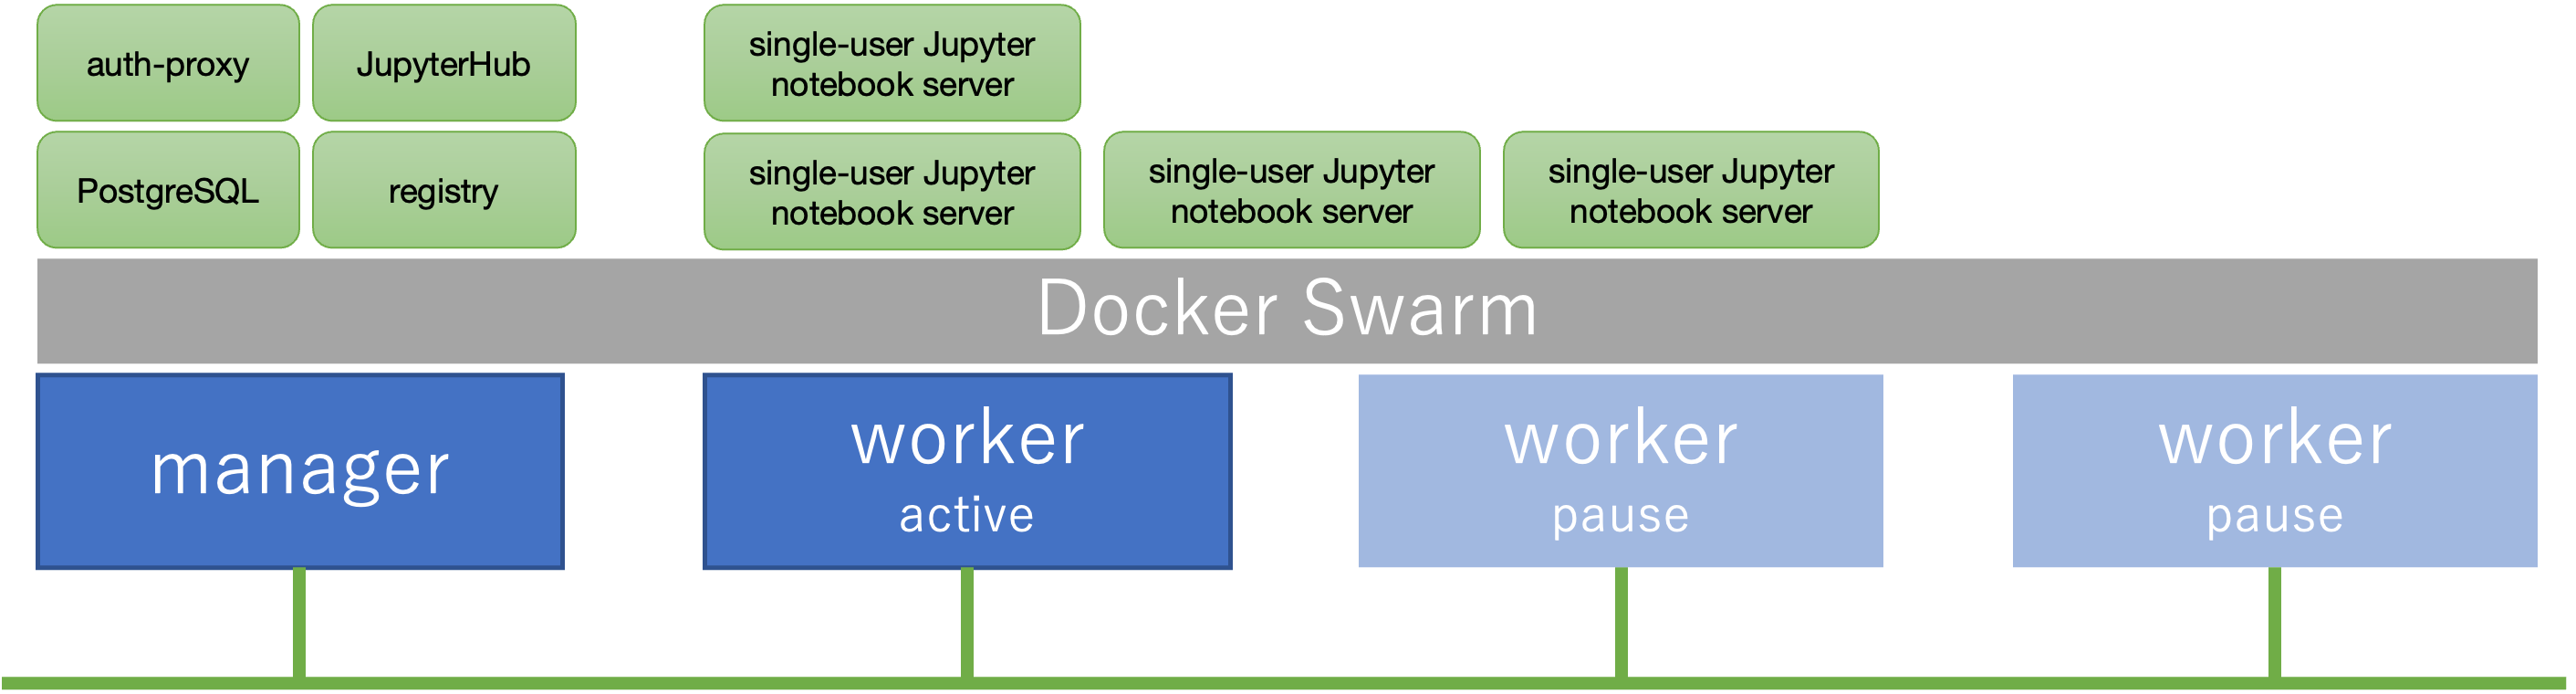 auth-proxy
JupyterHub
single-user Jupyter
notebook server
PostgreSQL
registry
single-user Jupyter
notebook server
single-user Jupyter
notebook server
single-user Jupyter
notebook server
Docker Swarm
manager
worker
active
worker
pause
worker
pause